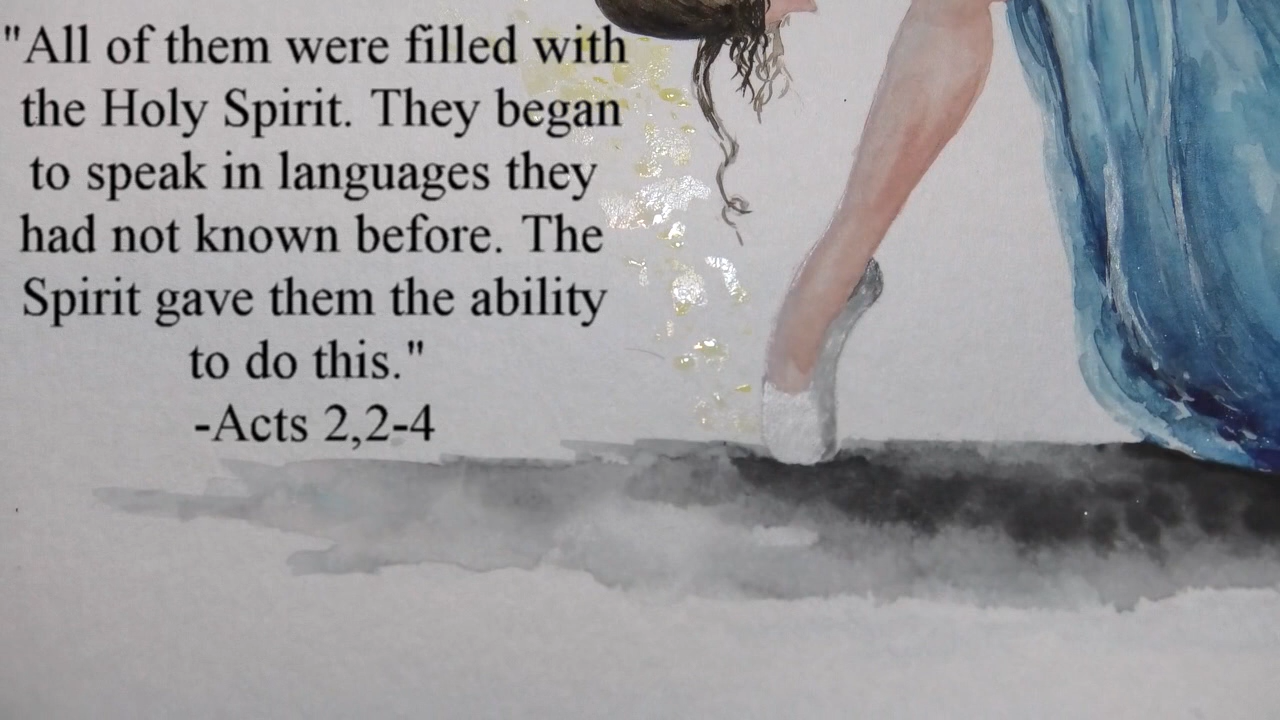 "All of them were filled with
the Holy Spirit. They began
to speak in languages they
had not known before. The
Spirit gave them the ability
to do this."
-Acts 2,2-4